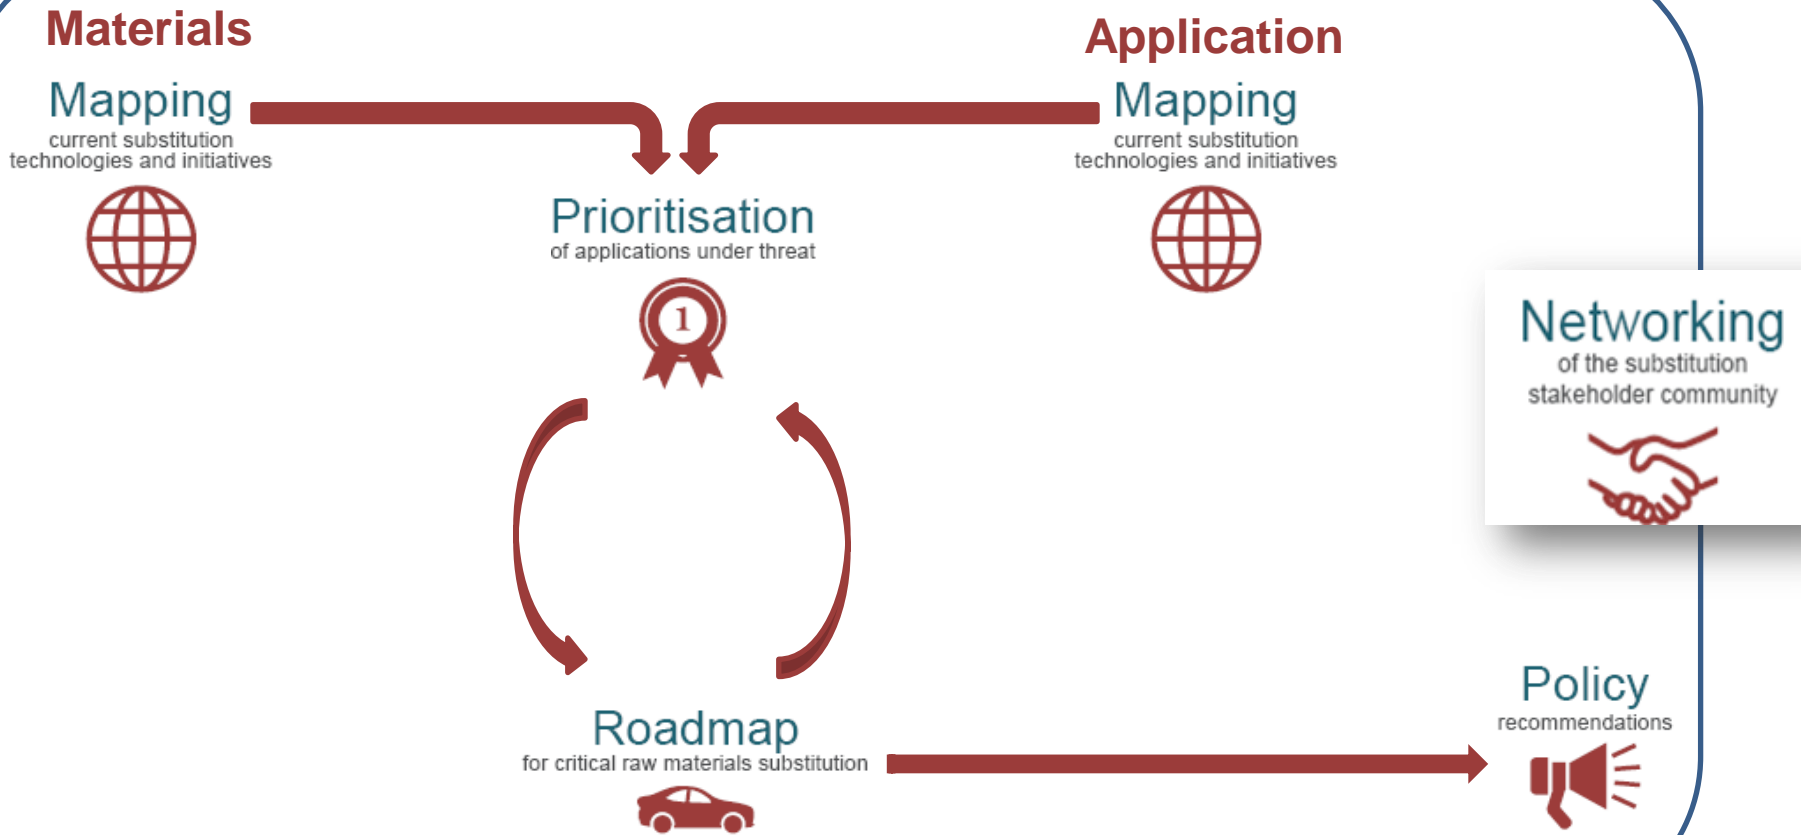 Materials
Application
Mapping
current substitution
technologies and initiatives
Mapping
current substitution
technologies and initiatives
Prioritisation
of applications under threat
1
Networking
of the substitution
stakeholder community
Roadmap
for critical raw materials substitution
Policy
recommendations